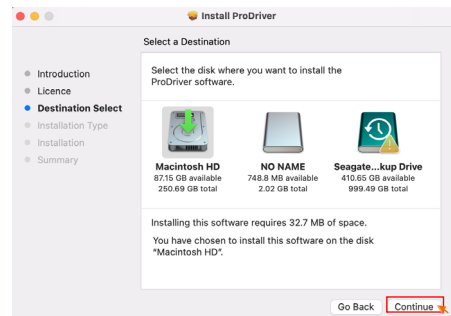 Install ProDriver
Select a Destination
Introduction
Licence
Destination Select
Installation Type
Installation
Summary
Select the disk where you want to install the
ProDriver software.
Macintosh HD
87.15 GB available
250.69 GB total
NO NAME
748.8 MB available
2.02 GB total
Seagate...kup Drive
410.65 GB available
999.49 GB total
Installing this software requires 32.7 MB of space.
You have chosen to install this software on the disk
“Macintosh HD”.
Go Back
Continue